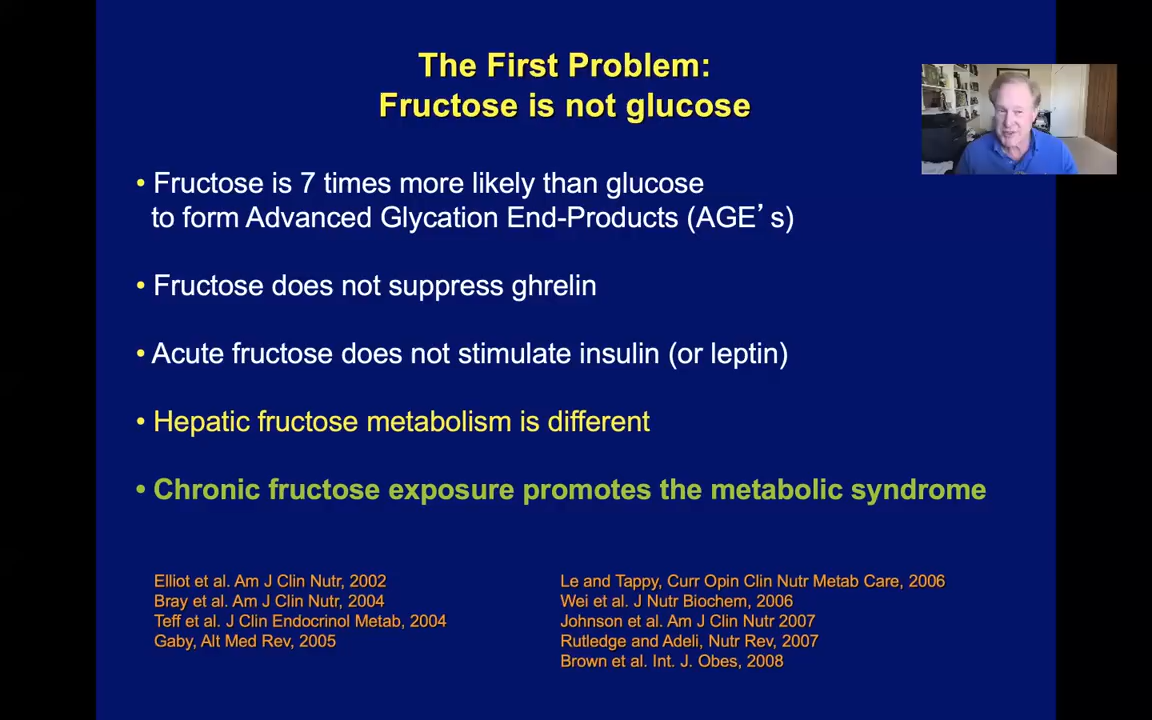 The First Problem:
Fructose is not glucose
• Fructose is 7 times more likely than glucose
to form Advanced Glycation End-Products (AGE’s)
• Fructose does not suppress ghrelin
• Acute fructose does not stimulate insulin (or leptin)
• Hepatic fructose metabolism is different
• Chronic fructose exposure promotes the metabolic syndrome
Elliot et al. Am J Clin Nutr, 2002
Bray et al. Am J Clin Nutr, 2004
Teff et al. J Clin Endocrinol Metab, 2004
Gaby, Alt Med Rev, 2005
Le and Tappy, Curr Opin Clin Nutr Metab Care, 2006
Wei et al. J Nutr Biochem, 2006
Johnson et al. Am J Clin Nutr 2007
Rutledge and Adeli, Nutr Rev, 2007
Brown et al. Int. J. Obes, 2008